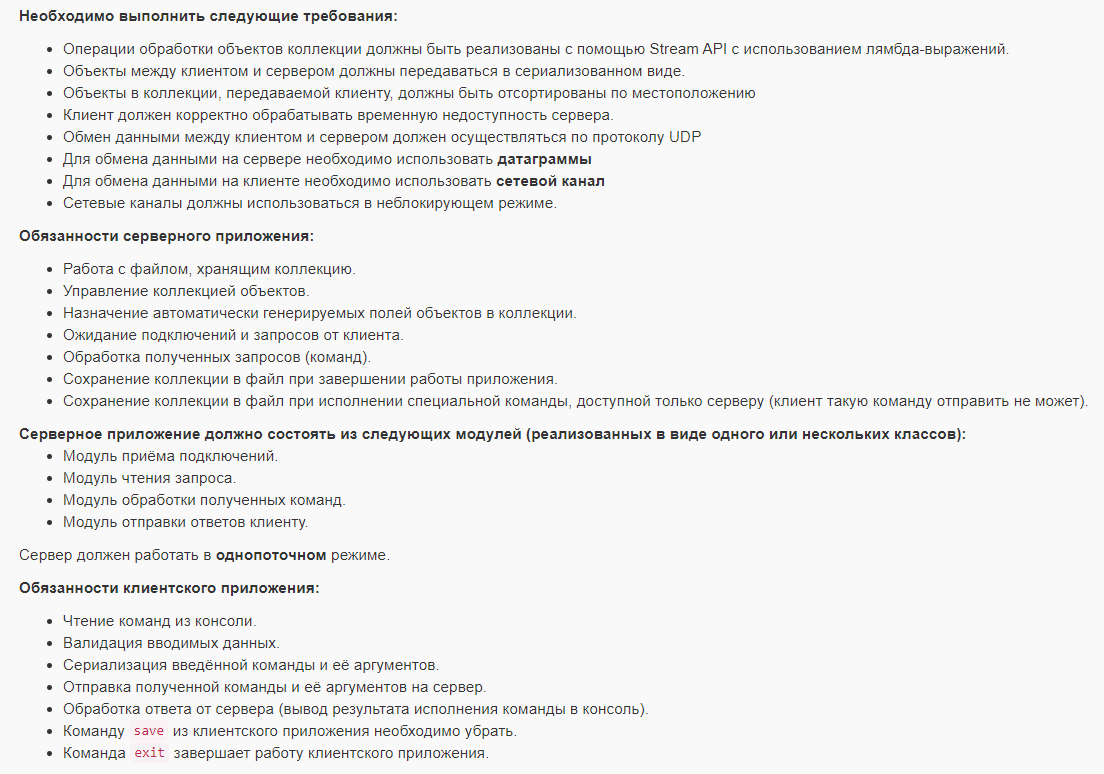 Необходимо выполнить следующие требования:
Операции обработки объектов коллекции должны быть реализованы с помощью Stream API с использованием лямбда-выражений.
Объекты между клиентом и сервером должны передаваться в сериализованном виде.
Объекты в коллекции, передаваемой клиенту, должны быть отсортированы по местоположению
Клиент должен корректно обрабатывать временную недоступность сервера.
Обмен данными между клиентом и сервером должен осуществляться по протоколу UDP
Для обмена данными на сервере необходимо использовать датаграммы
Для обмена данными на клиенте необходимо использовать сетевой канал
Сетевые каналы должны использоваться в неблокирующем режиме.
Обязанности серверного приложения:
Работа с файлом, хранящим коллекцию.
Управление коллекцией объектов.
Назначение автоматически генерируемых полей объектов в коллекции.
Ожидание подключений и запросов от клиента.
Обработка полученных запросов (команд).
Сохранение коллекции в файл при завершении работы приложения.
Сохранение коллекции в файл при исполнении специальной команды, доступной только серверу (клиент такую команду отправить не может).
Серверное приложение должно состоять из следующих модулей (реализованных в виде одного или нескольких классов):
Модуль приёма подключений.
Модуль чтения запроса.
Модуль обработки полученных команд.
Модуль отправки ответов клиенту.
Сервер должен работать в однопоточном режиме.
Обязанности клиентского приложения:
Чтение команд из консоли.
Валидация вводимых данных.
Сериализация введённой команды и её аргументов.
Отправка полученной команды и её аргументов на сервер.
Обработка ответа от сервера (вывод результата исполнения команды в консоль).
Команду save из клиентского приложения необходимо убрать.
Команда exit завершает работу клиентского приложения.